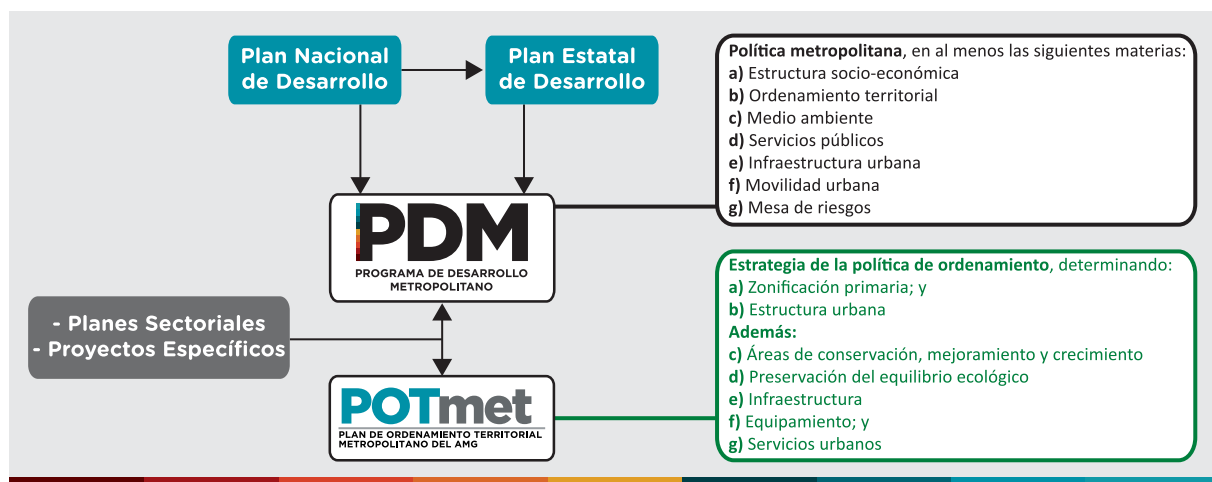 Plan Nacional
de Desarrollo
Plan Estatal
de Desarrollo
PDM
PROGRAMA DE DESARROLLO
METROPOLITANO
- Planes Sectoriales
- Proyectos Específicos
POTmet
PLAN DE ORDENAMIENTO TERRITORIAL
METROPOLITANO DEL AMG
Política metropolitana, en al menos las siguientes materias:
a) Estructura socio-económica
b) Ordenamiento territorial
c) Medio ambiente
d) Servicios públicos
e) Infraestructura urbana
f) Movilidad urbana
g) Mesa de riesgos
Estrategia de la política de ordenamiento, determinando:
a) Zonificación primaria; y
b) Estructura urbana
Además:
c) Áreas de conservación, mejoramiento y crecimiento
d) Preservación del equilibrio ecológico
e) Infraestructura
f) Equipamiento; y
g) Servicios urbanos